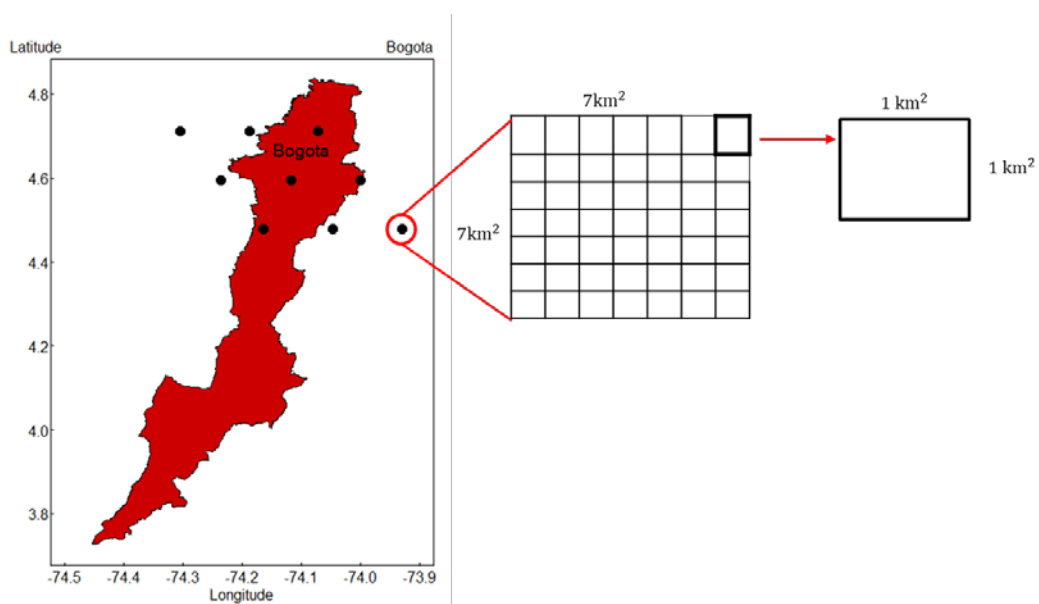 Latitude
Bogota
4.8
4.6
4.4
4.2
4.0
3.8
Bogota
-74.5 -74.4 -74.3 -74.2 -74.1 -74.0 -73.9
Longitude
7km²
7km²
1 km²
1 km²